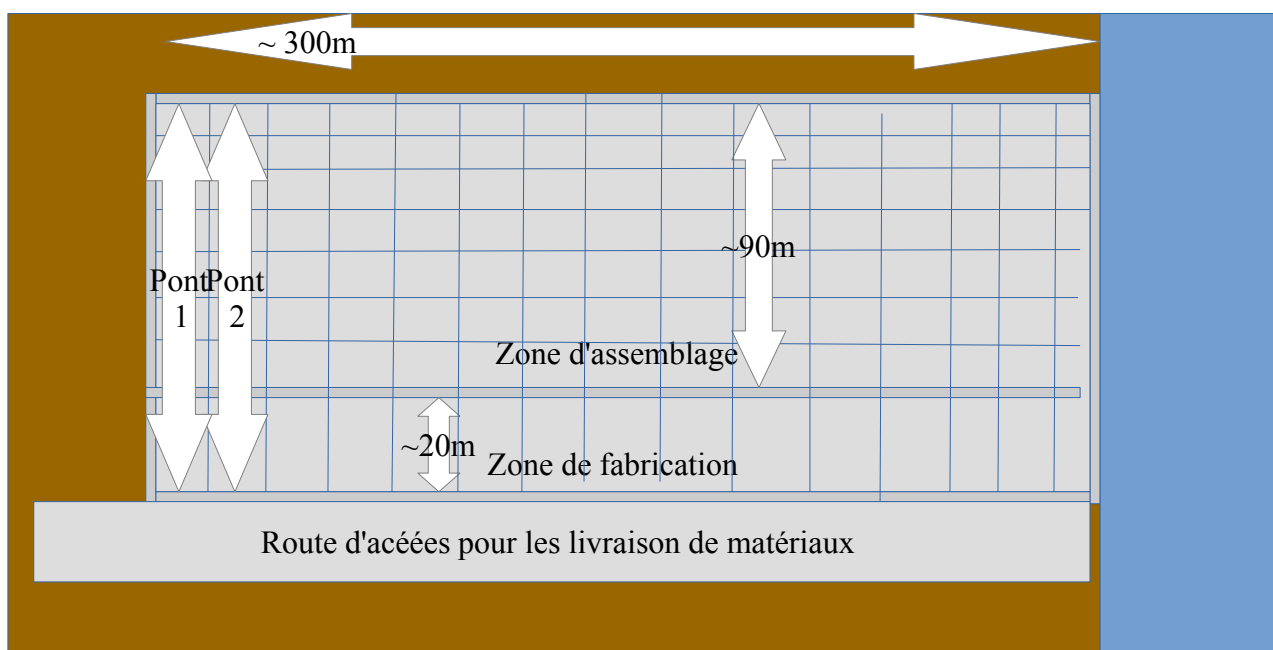 ~ 300m
~90m
Pont
1
Pont
2
Zone d'assemblage
~20m
Zone de fabrication
Route d'acéées pour les livraison de matériaux